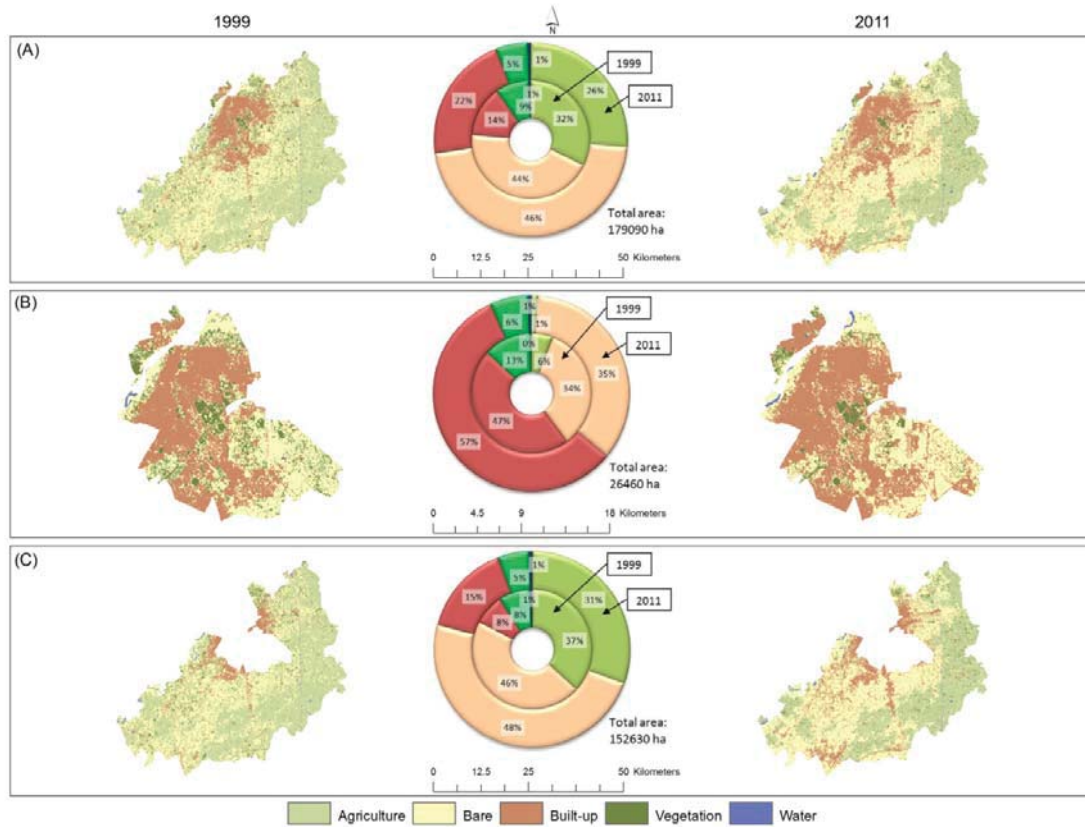 1999
N
2011
(A)
5%
1%
1999
22%
1%
26%
2011
14%
9%
32%
44%
46%
Total area:
179090 ha
0 12.5 25 50 Kilometers
(B)
1%
1999
6%
1%
0%
2011
13%
6%
35%
34%
47%
57%
Total area:
26460 ha
0 4.5 9 18 Kilometers
(C)
1%
5%
1999
15%
1%
31%
2011
8%
8%
37%
46%
48%
Total area:
152630 ha
0 12.5 25 50 Kilometers
Agriculture Bare Built-up Vegetation Water